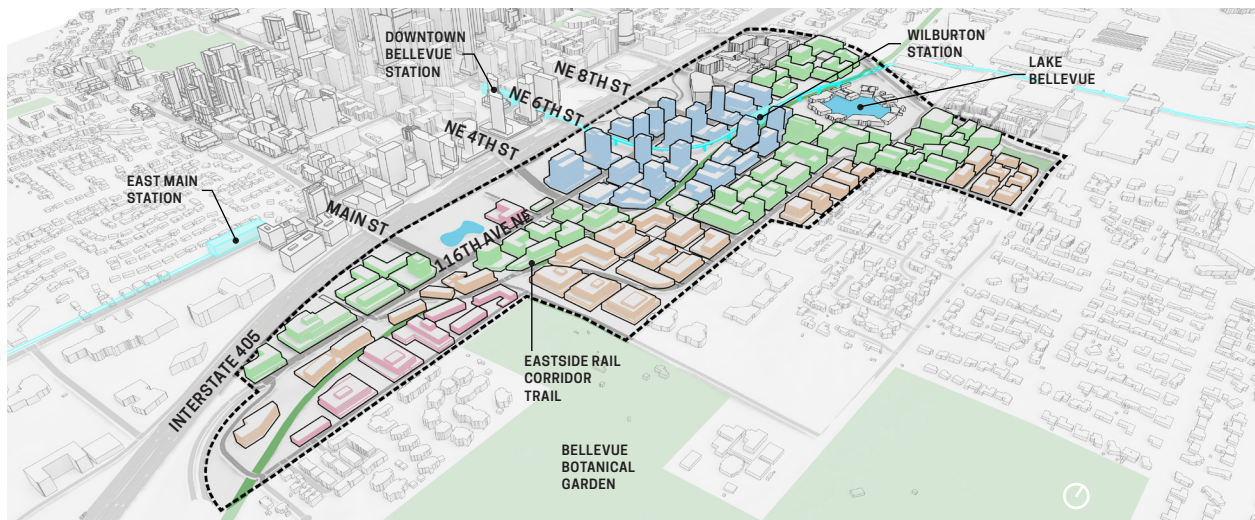 DOWNTOWN
BELLEVUE
STATION
NE 8TH ST
WILBURTON
STATION
LAKE
BELLEVUE
NE 6TH ST
NE 4TH ST
EAST MAIN
STATION
MAIN ST
116TH AVE NE
INTERSTATE 405
EASTSIDE RAIL
CORRIDOR
TRAIL
BELLEVUE
BOTANICAL
GARDEN